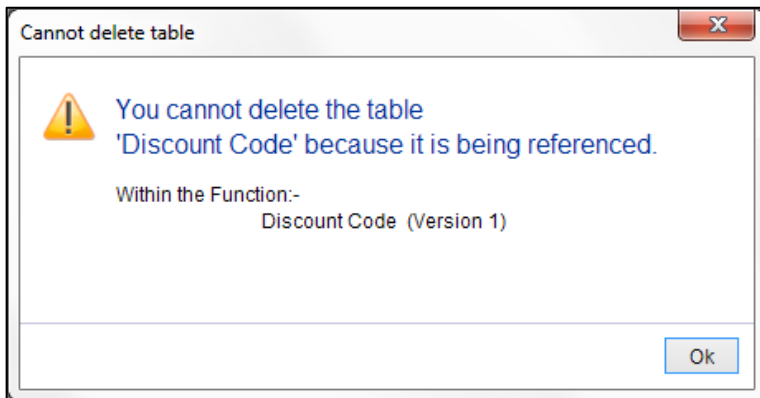 Cannot delete table
You cannot delete the table
'Discount Code' because it is being referenced.
Within the Function:-
Discount Code (Version 1)
Ok